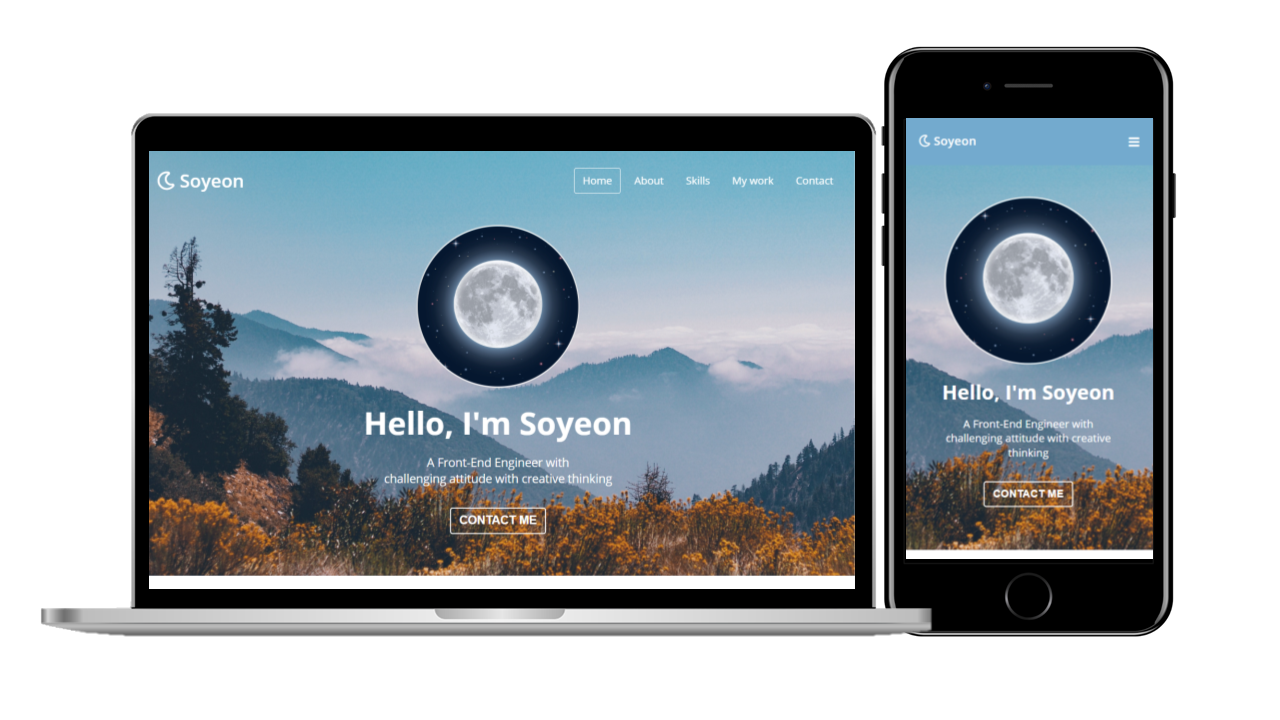 Soyeon
Home About Skills My work Contact
Hello, I'm Soyeon
A Front-End Engineer with
challenging attitude with creative thinking
CONTACT ME
Soyeon
Hello, I'm Soyeon
A Front-End Engineer with
challenging attitude with creative
thinking
CONTACT ME